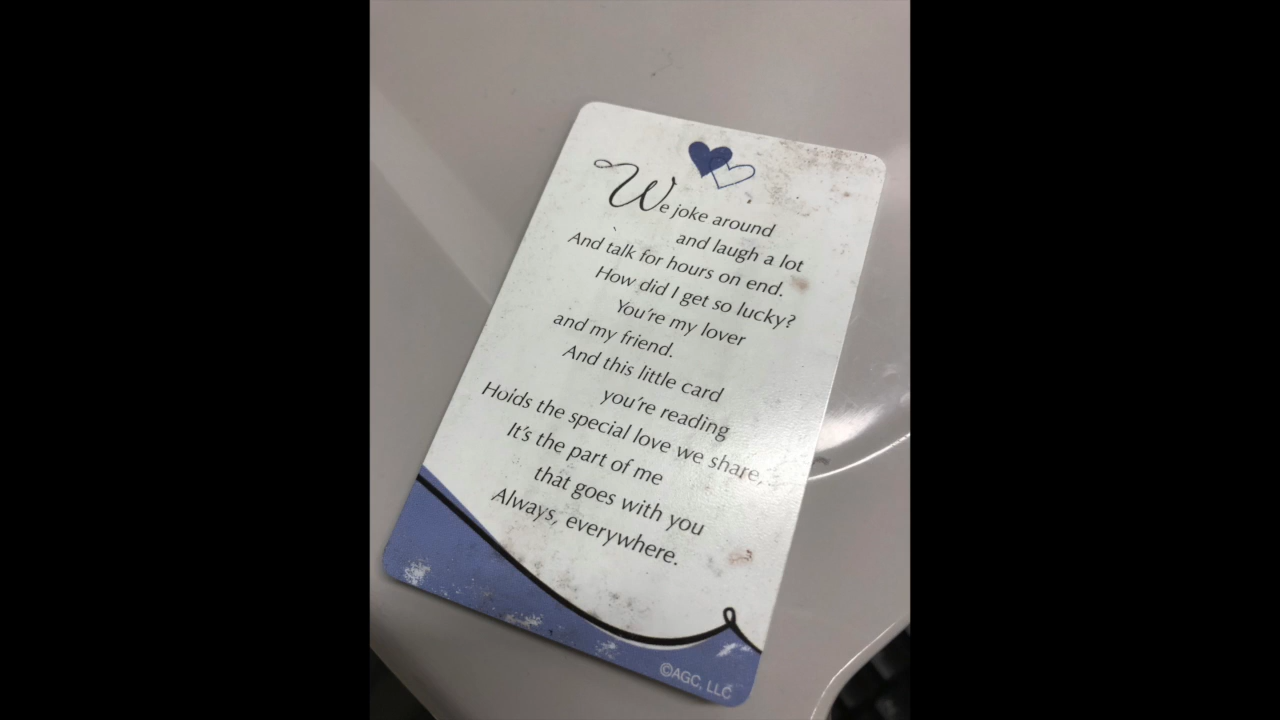 We joke around
and laugh a lot
And talk for hours on end.
How did I get so lucky?
You're my lover
and my friend.
And this little card
you're reading
Holds the special love we share,
It's the part of me
that goes with you
Always, everywhere.
©AGC, LLC